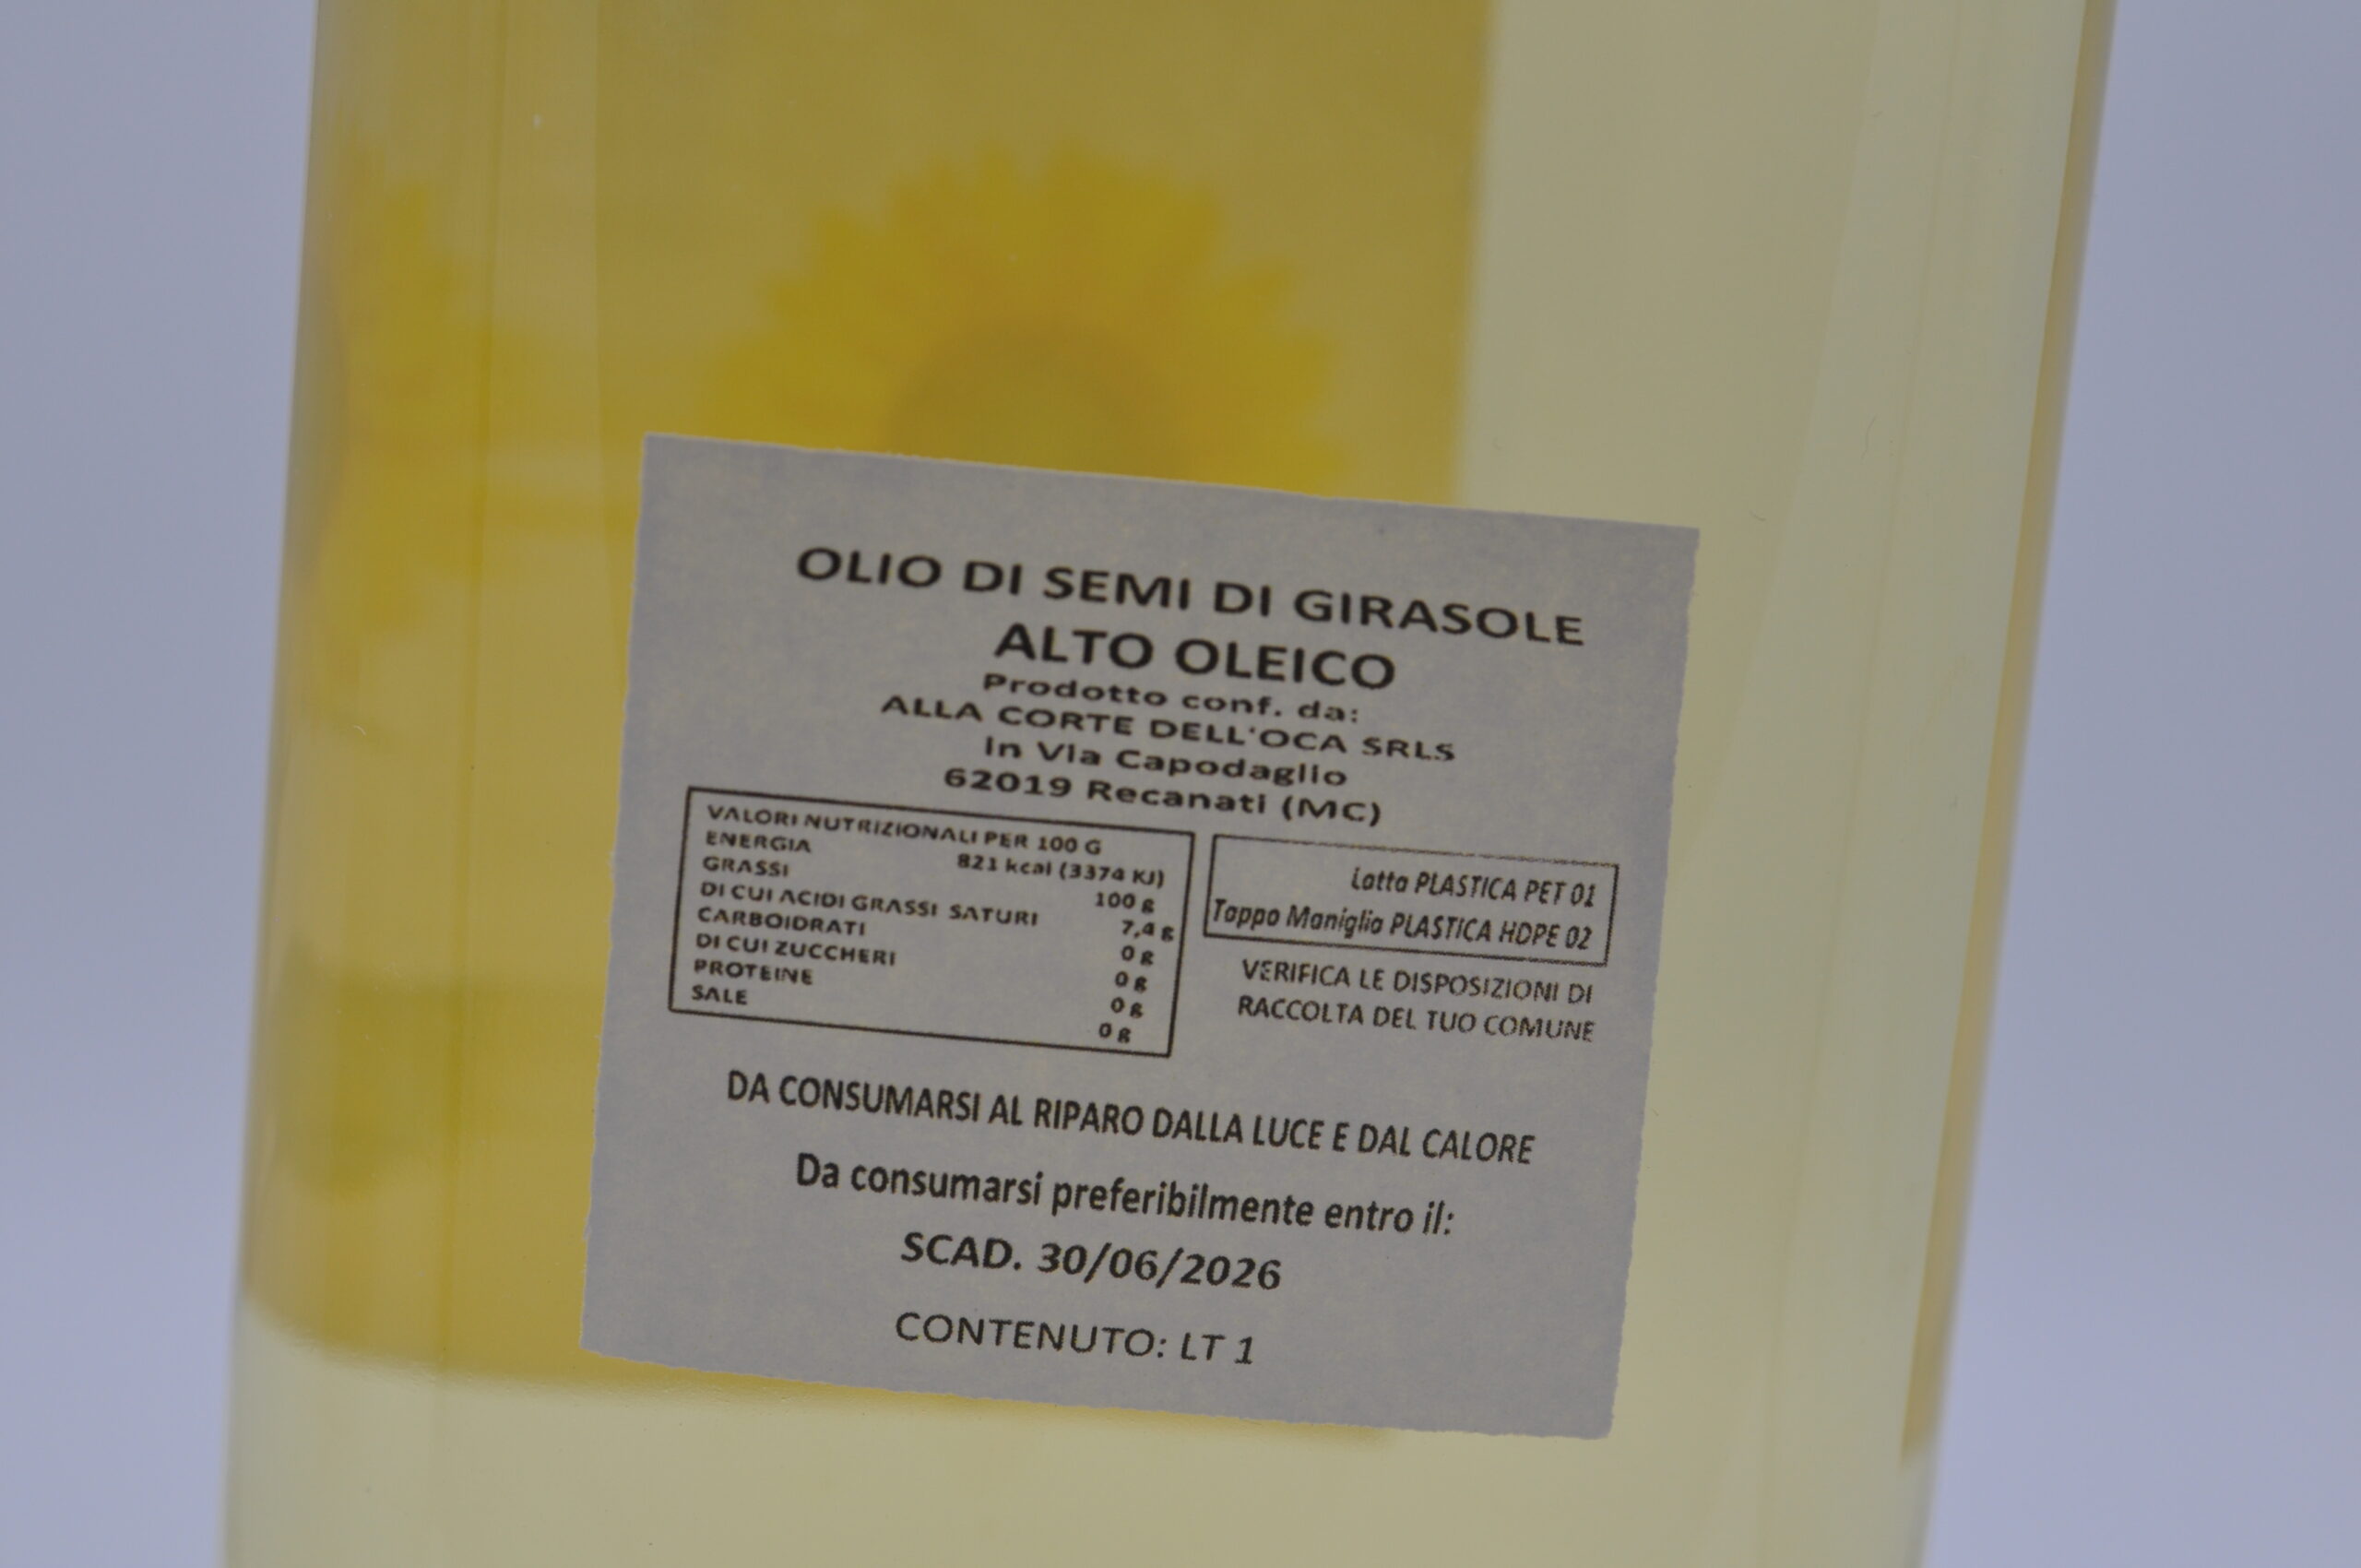 OLIO DI SEMI DI GIRASOLE
ALTO OLEICO
Prodotto conf. da:
ALLA CORTE DELL'OCA SRLS
in Via Capodaglio
62019 Recanati (MC)
VALORI NUTRIZIONALI PER 100 G
ENERGIA 821 kcal (3374 KJ)
GRASSI 100 g
DI CUI ACIDI GRASSI SATURI 7,4 g
CARBOIDRATI 0 g
DI CUI ZUCCHERI 0 g
PROTEINE 0 g
SALE 0 g
Latta PLASTICA PET 01
Tappo Maniglia PLASTICA HDPE 02
VERIFICA LE DISPOSIZIONI DI
RACCOLTA DEL TUO COMUNE
DA CONSUMARSI AL RIPARO DALLA LUCE E DAL CALORE
Da consumarsi preferibilmente entro il:
SCAD. 30/06/2026
CONTENUTO: LT 1